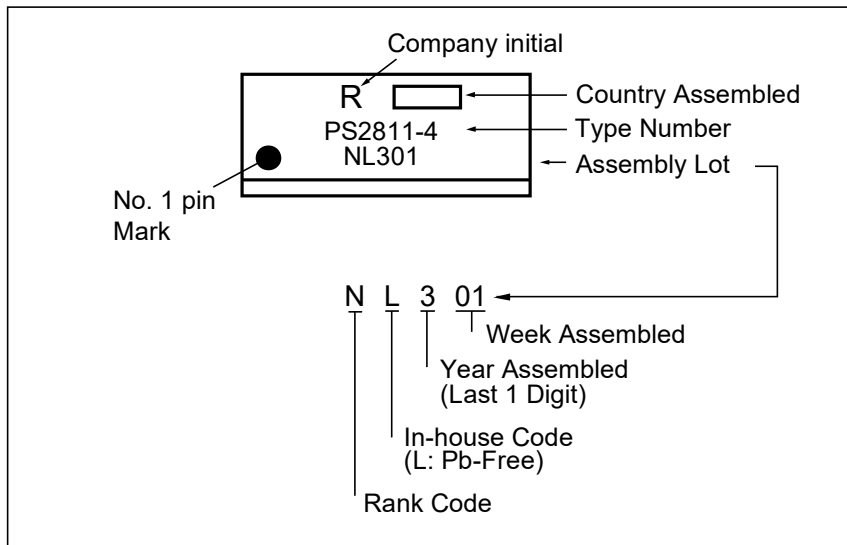 Company initial
R
Country Assembled
PS2811-4
Type Number
NL301
Assembly Lot
No. 1 pin
Mark
N L 3 01
Week Assembled
Year Assembled
(Last 1 Digit)
In-house Code
(L: Pb-Free)
Rank Code